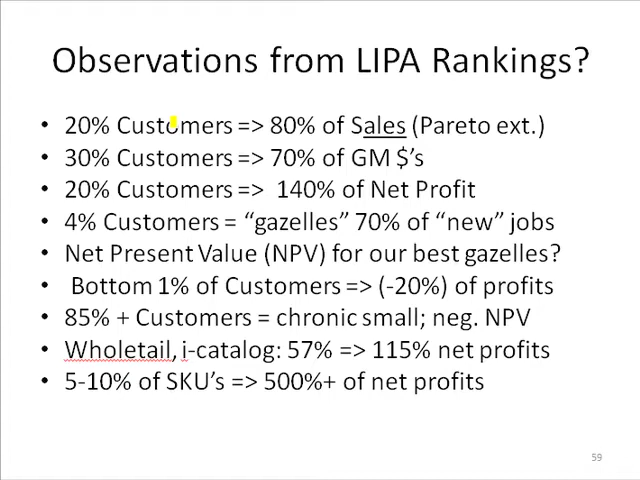 Observations from LIPA Rankings?
• 20% Customers => 80% of Sales (Pareto ext.)
• 30% Customers => 70% of GM $’s
• 20% Customers => 140% of Net Profit
• 4% Customers = “gazelles” 70% of “new” jobs
• Net Present Value (NPV) for our best gazelles?
• Bottom 1% of Customers => (-20%) of profits
• 85% + Customers = chronic small; neg. NPV
• Wholetail, i-catalog: 57% => 115% net profits
• 5-10% of SKU’s => 500%+ of net profits
59